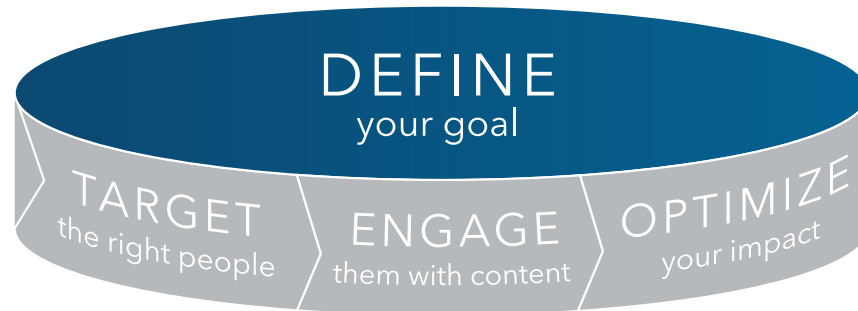 DEFINE
your goal
TARGET
the right people
ENGAGE
them with content
OPTIMIZE
your impact